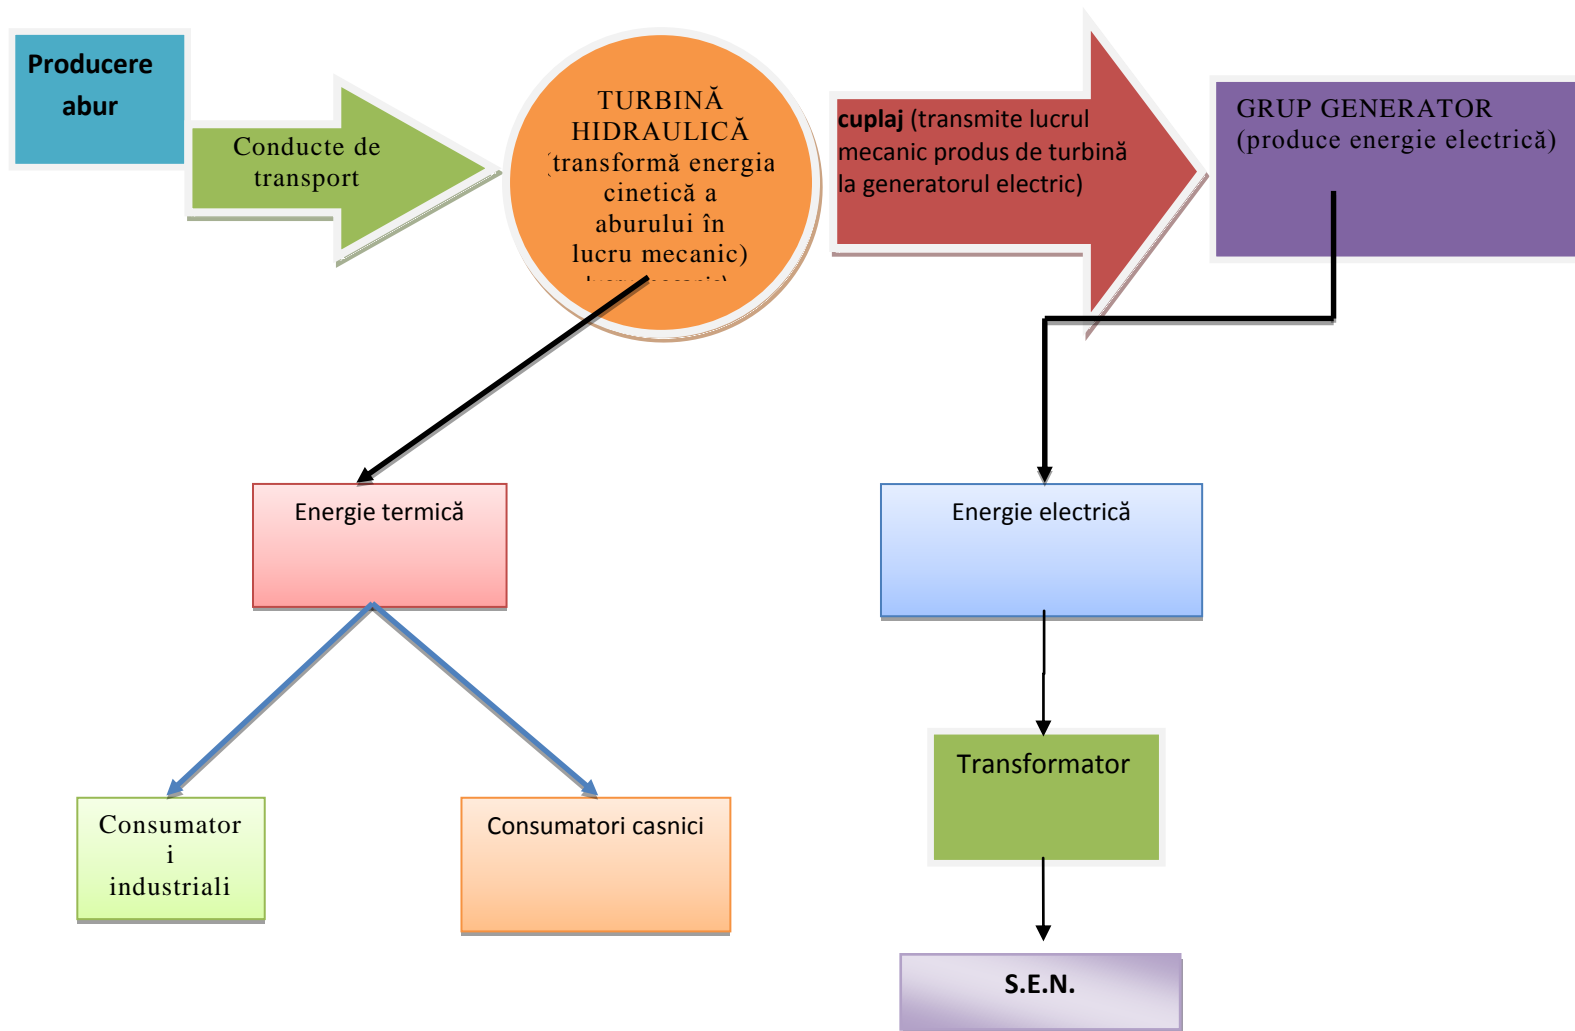 Producere
abur
Conducte de
transport
TURBINĂ
HIDRAULICĂ
(transformă energia
cinetică a
aburului în
lucru mecanic)
lucru mecanic)
cuplaj (transmite lucrul
mecanic produs de turbină
la generatorul electric)
GRUP GENERATOR
(produce energie electrică)
Energie termică
Energie electrică
Transformator
Consumator
i
industriali
Consumatori casnici
S.E.N.